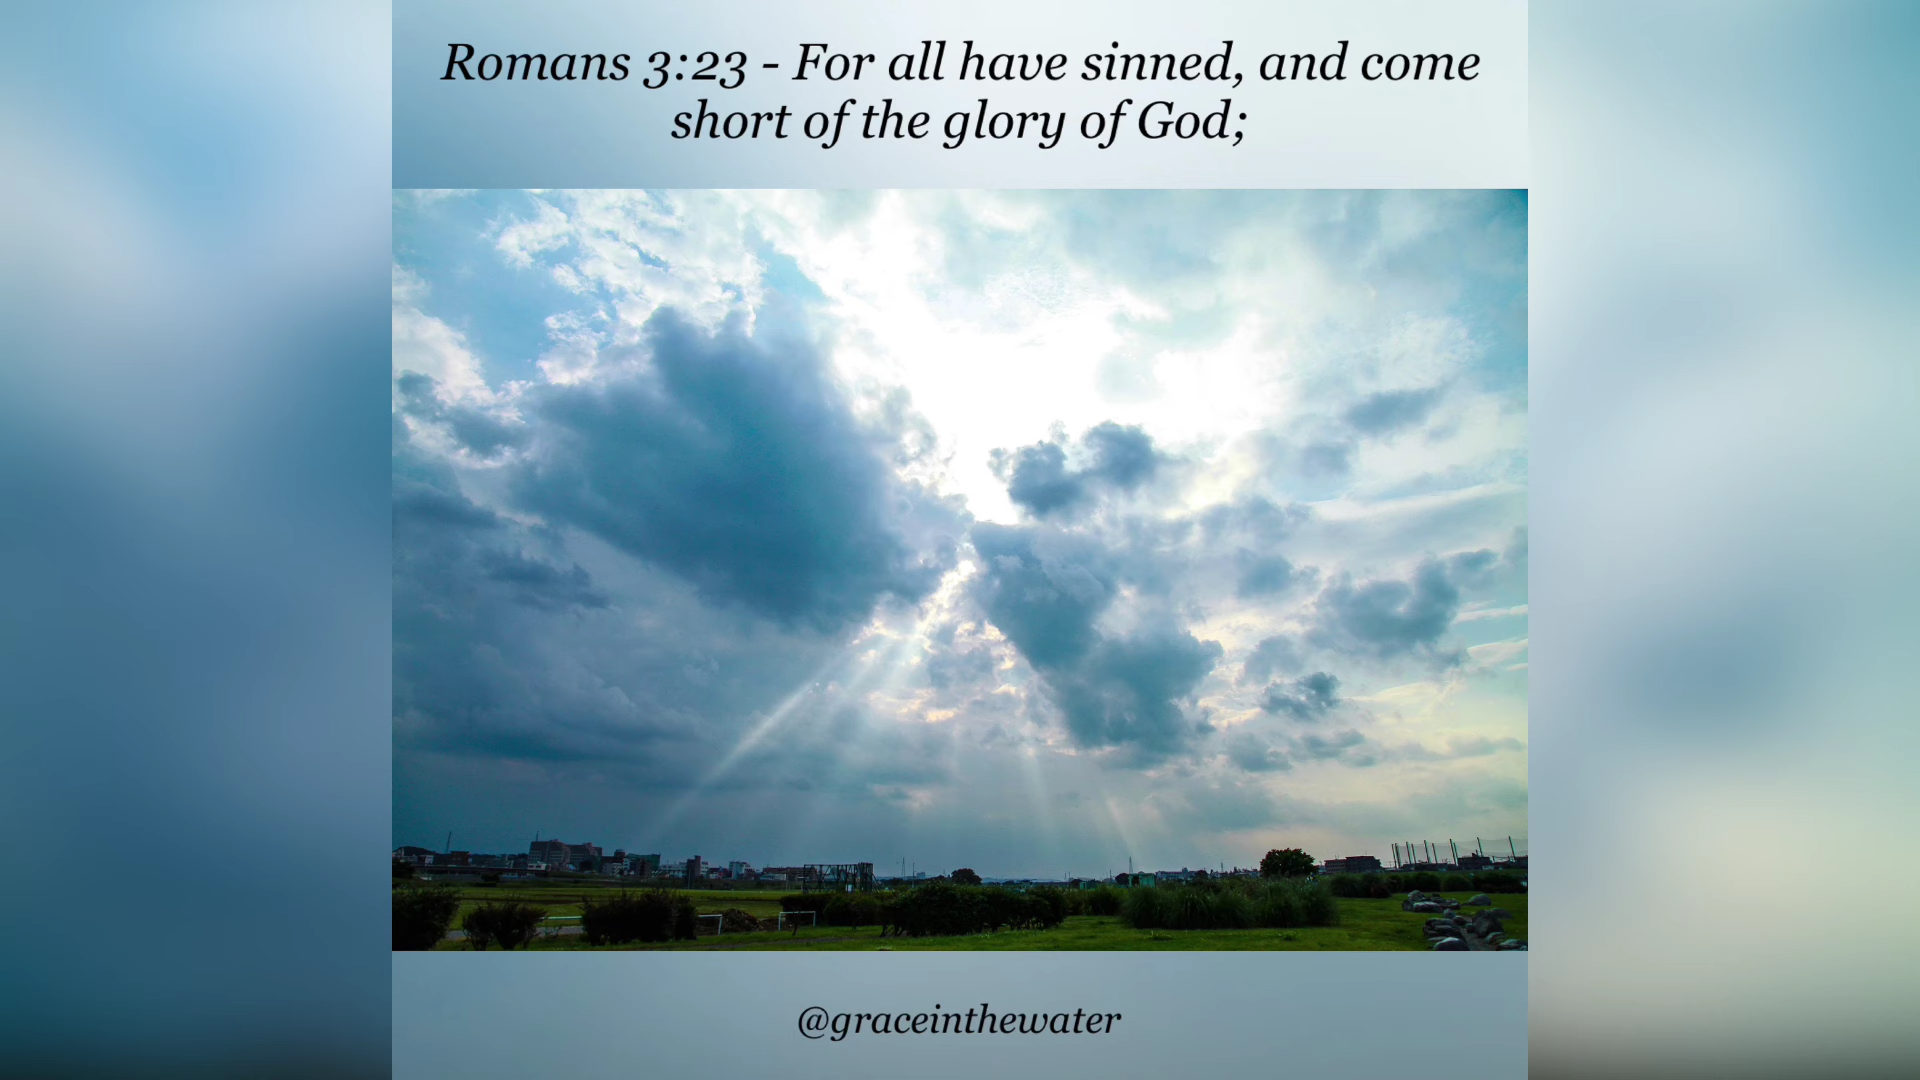 Romans 3:23 - For all have sinned, and come
short of the glory of God;
@graceinthewater